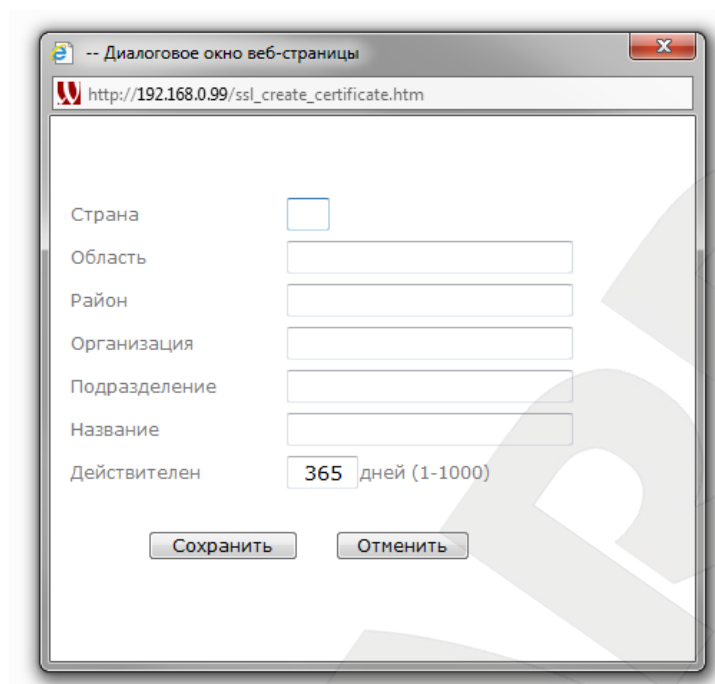 -- Диалоговое окно веб-страницы
http://192.168.0.99/ssl_create_certificate.htm
Страна
Область
Район
Организация
Подразделение
Название
Действителен 365 дней (1-1000)
Сохранить Отменить